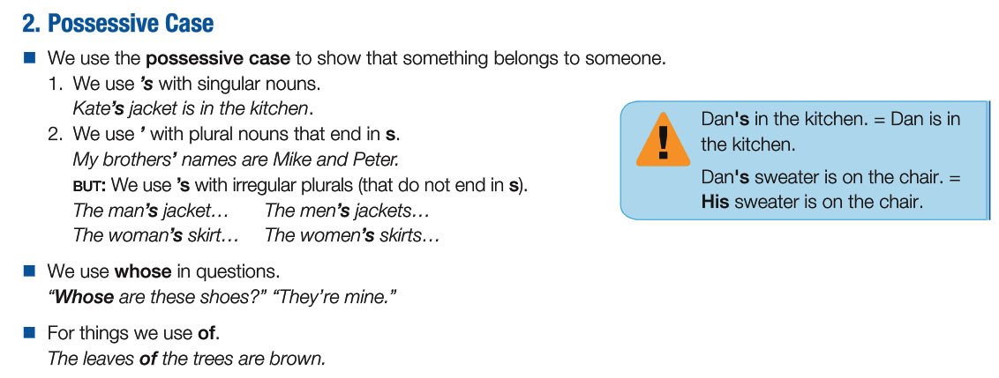 2. Possessive Case
■ We use the possessive case to show that something belongs to someone.
1. We use ’s with singular nouns.
Kate’s jacket is in the kitchen.
2. We use ’ with plural nouns that end in s.
My brothers’ names are Mike and Peter.
BUT: We use ’s with irregular plurals (that do not end in s).
The man’s jacket… The men’s jackets…
The woman’s skirt… The women’s skirts…
■ We use whose in questions.
“Whose are these shoes?” “They’re mine.”
■ For things we use of.
The leaves of the trees are brown.
!
Dan's in the kitchen. = Dan is in
the kitchen.
Dan's sweater is on the chair. =
His sweater is on the chair.